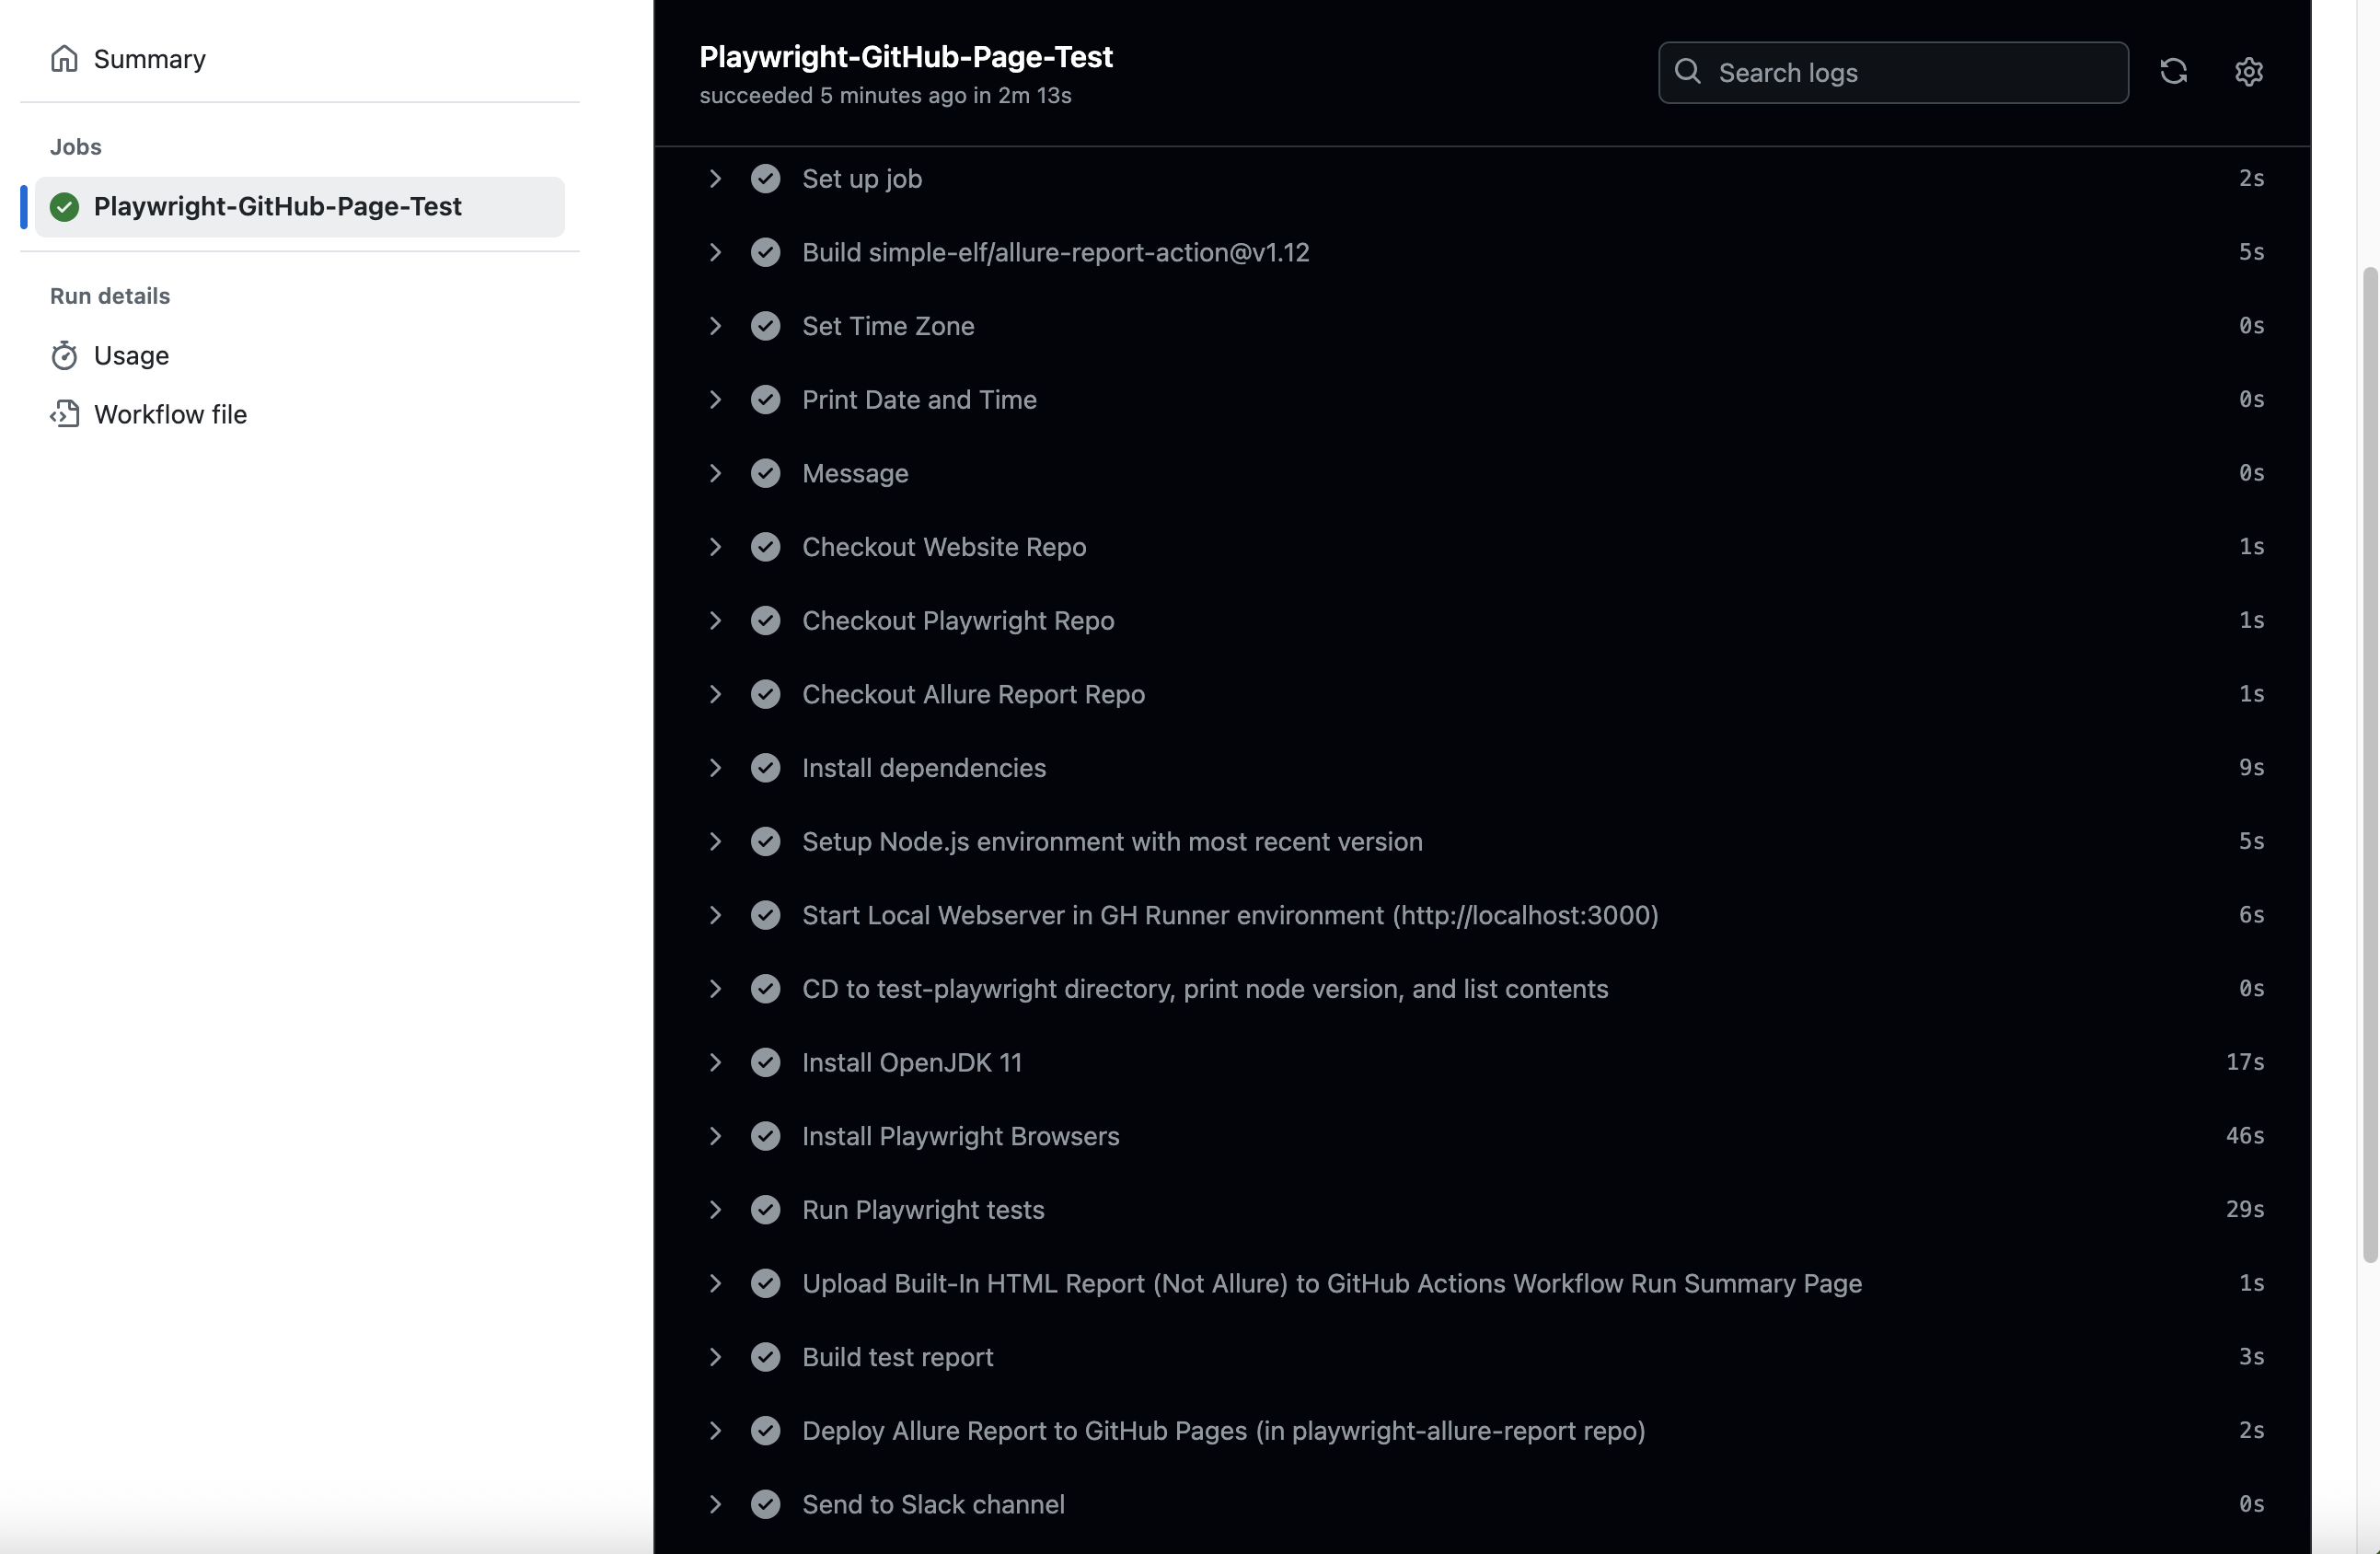 Summary
Jobs
Playwright-GitHub-Page-Test
Run details
Usage
Workflow file
Playwright-GitHub-Page-Test
succeeded 5 minutes ago in 2m 13s
Search logs
Set up job 2s
Build simple-elf/allure-report-action@v1.12 5s
Set Time Zone 0s
Print Date and Time 0s
Message 0s
Checkout Website Repo 1s
Checkout Playwright Repo 1s
Checkout Allure Report Repo 1s
Install dependencies 9s
Setup Node.js environment with most recent version 5s
Start Local Webserver in GH Runner environment (http://localhost:3000) 6s
CD to test-playwright directory, print node version, and list contents 0s
Install OpenJDK 11 17s
Install Playwright Browsers 46s
Run Playwright tests 29s
Upload Built-In HTML Report (Not Allure) to GitHub Actions Workflow Run Summary Page 1s
Build test report 3s
Deploy Allure Report to GitHub Pages (in playwright-allure-report repo) 2s
Send to Slack channel 0s